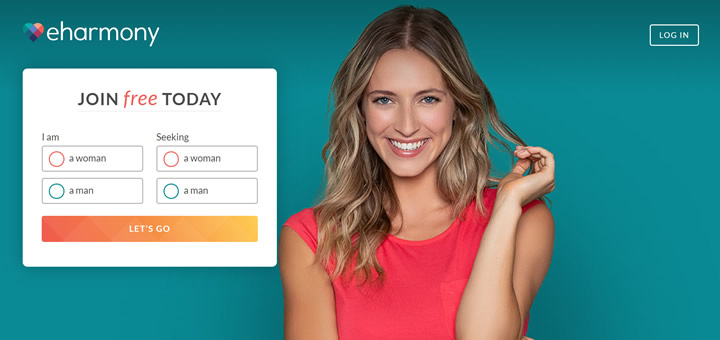 eharmony
LOG IN
JOIN free TODAY
I am
Seeking
a woman
a woman
a man
a man
LET'S GO